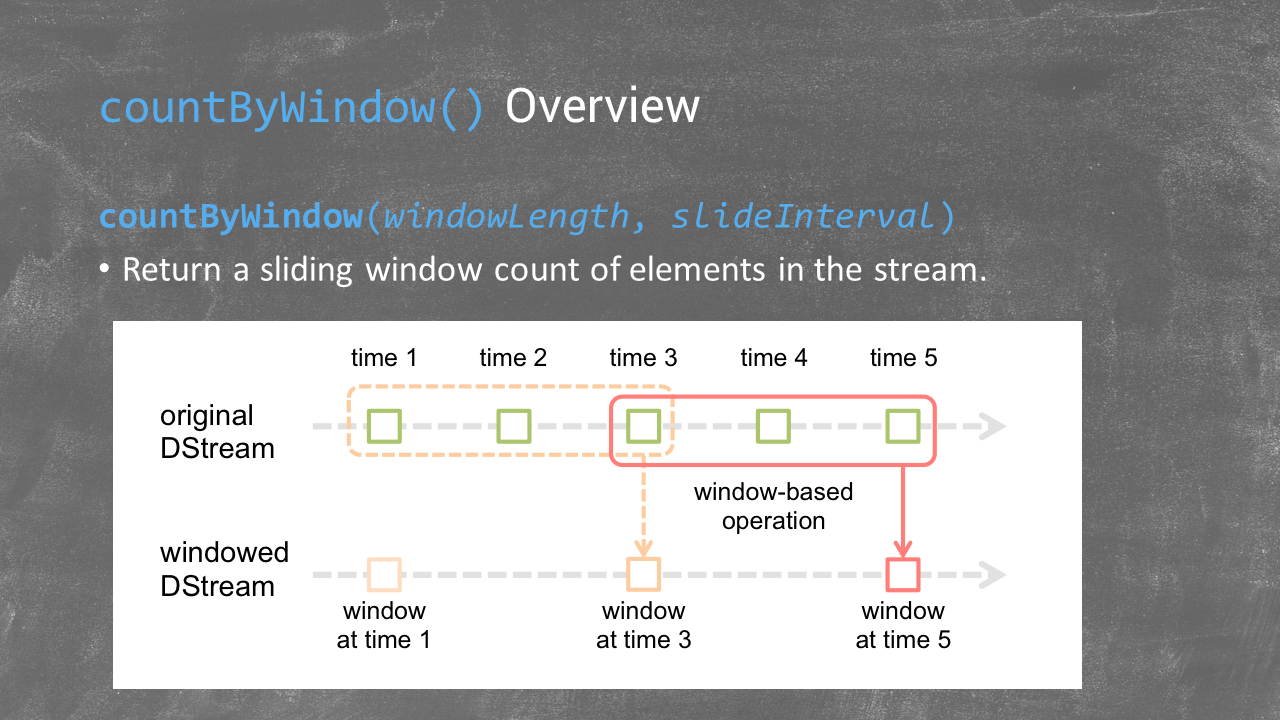 countByWindow() Overview
countByWindow(windowLength, slideInterval)
• Return a sliding window count of elements in the stream.
time 1 time 2 time 3 time 4 time 5
original
DStream
window-based
operation
windowed
DStream
window
at time 1
window
at time 3
window
at time 5